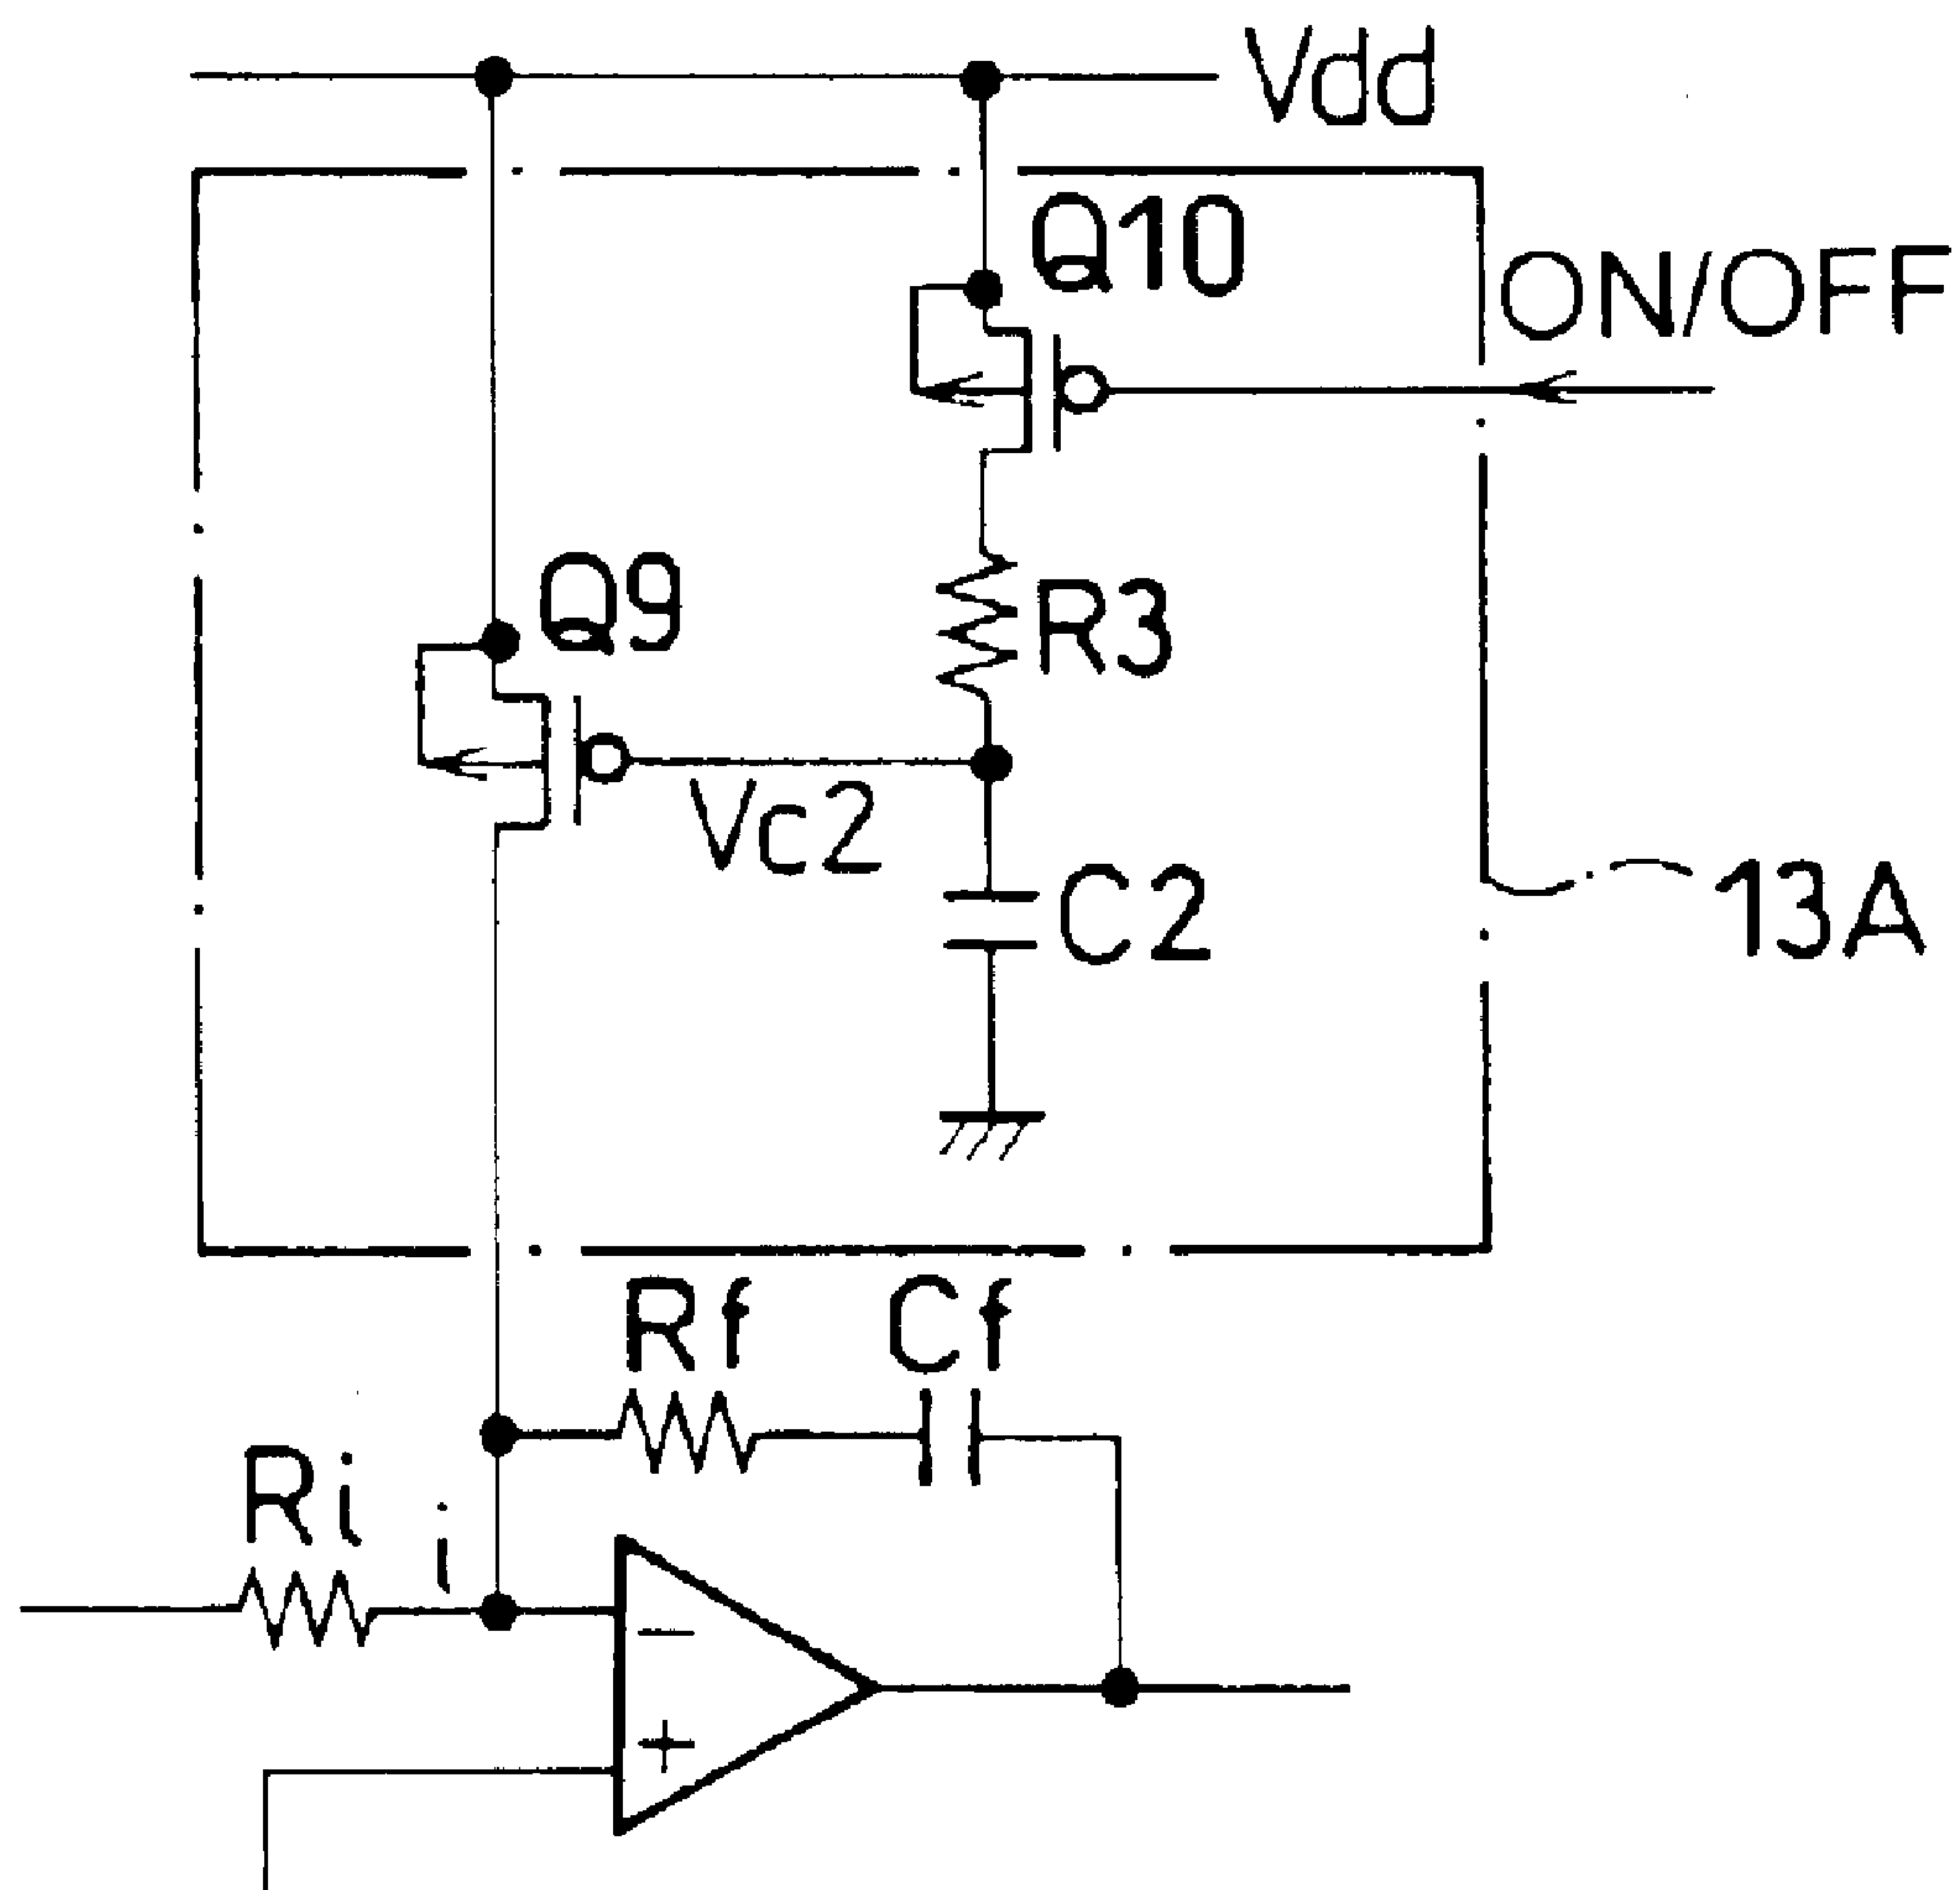 Vdd
Q10
ON/OFF
Q9
R3
Vc2
C2
13A
Rf
Cf
Ri
i
−
+